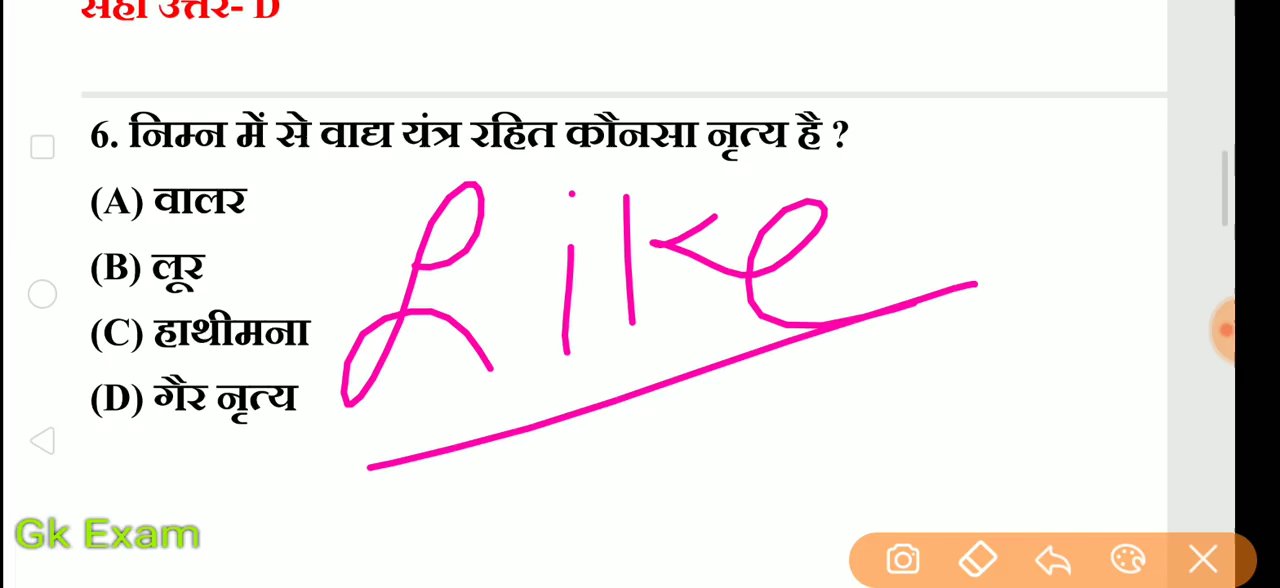 सही उत्तर- D
6. निम्न में से वाद्य यंत्र रहित कौनसा नृत्य है ?
(A) वालर
(B) लूर
(C) हाथीमना
(D) गैर नृत्य
Like
Gk Exam